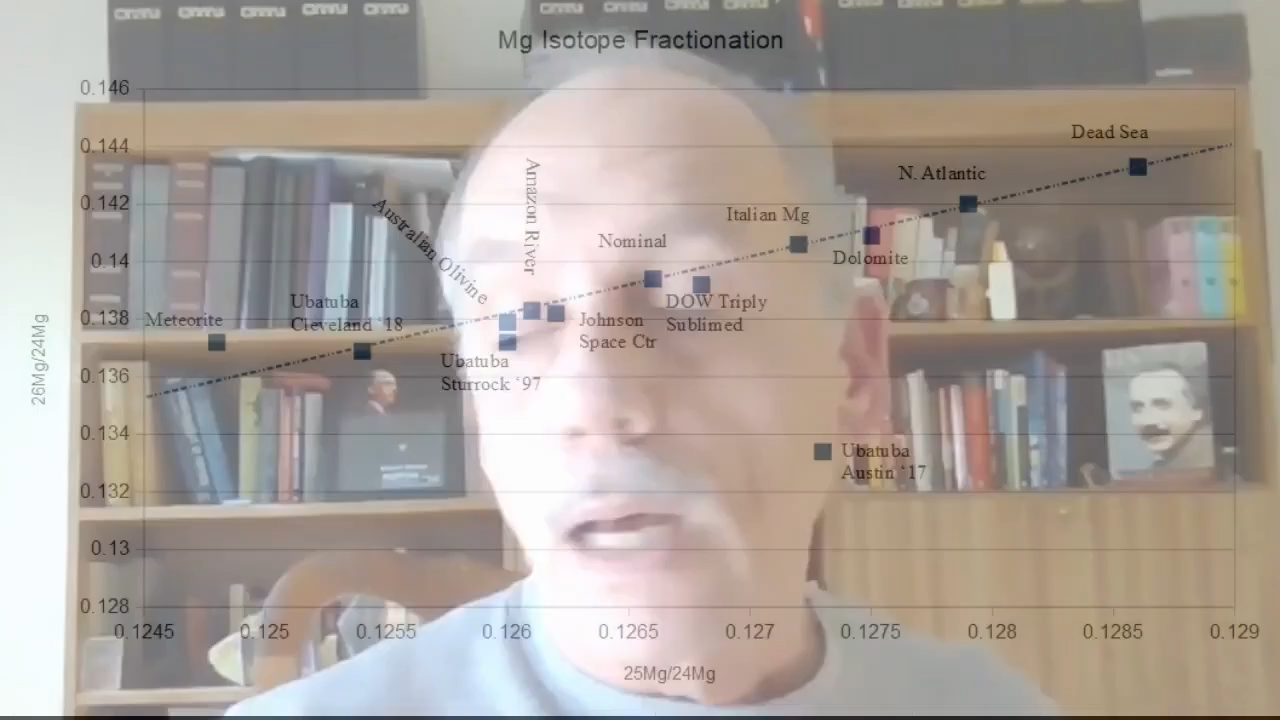 Mg Isotope Fractionation
0.146
0.144
0.142
0.14
0.138
0.136
0.134
0.132
0.13
0.128
26Mg/24Mg
Dead Sea
N. Atlantic
Amazon River
Australian Olivine
Italian Mg
Nominal
Dolomite
Ubatuba
Cleveland ‘18
Meteorite
DOW Triply
Sublimed
Johnson
Space Ctr
Ubatuba
Sturrock ‘97
Ubatuba
Austin ‘17
0.1245
0.125
0.1255
0.126
0.1265
0.127
0.1275
0.128
0.1285
0.129
25Mg/24Mg